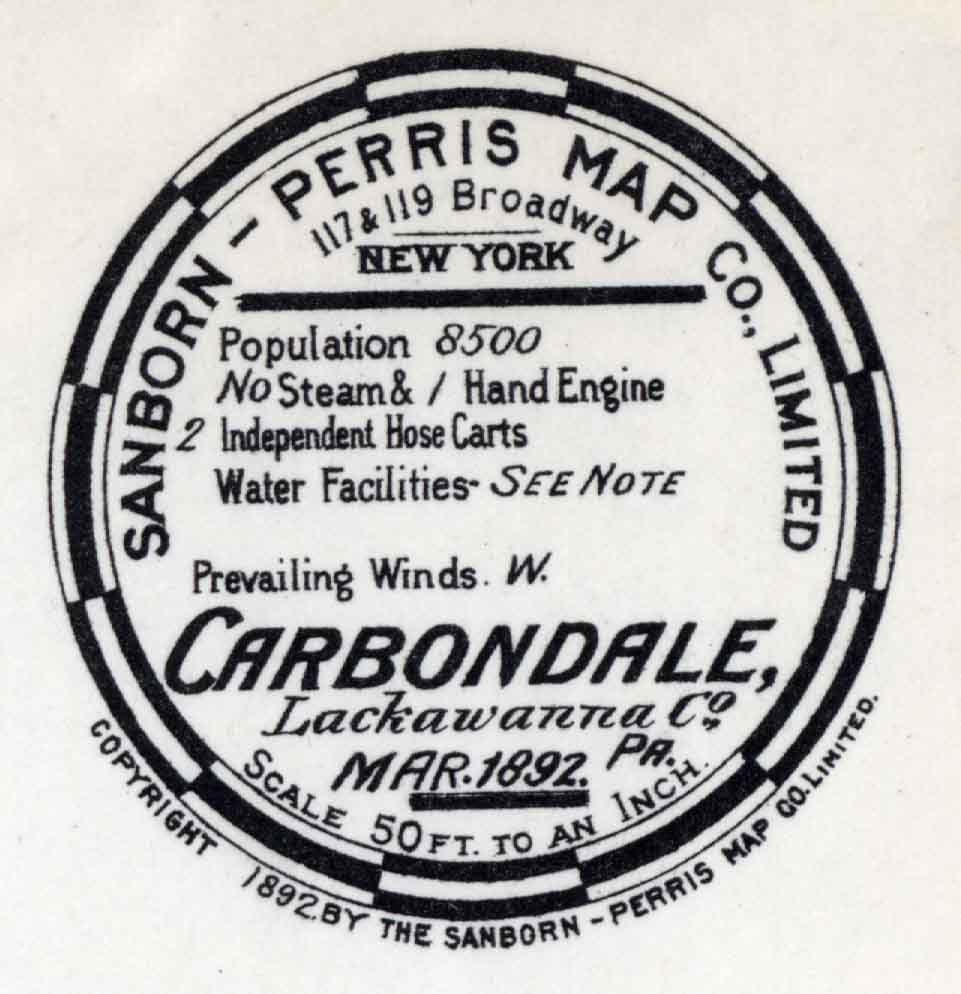 SANBORN - PERRIS MAP CO., LIMITED
117 & 119 Broadway
NEW YORK
Population 8500
No Steam & 1 Hand Engine
2 Independent Hose Carts
Water Facilities- SEE NOTE
Prevailing Winds. W.
CARBONDALE,
Lackawanna Co.
PA.
MAR. 1892.
SCALE 50 FT. TO AN INCH.
COPYRIGHT 1892. BY THE SANBORN - PERRIS MAP CO. LIMITED.